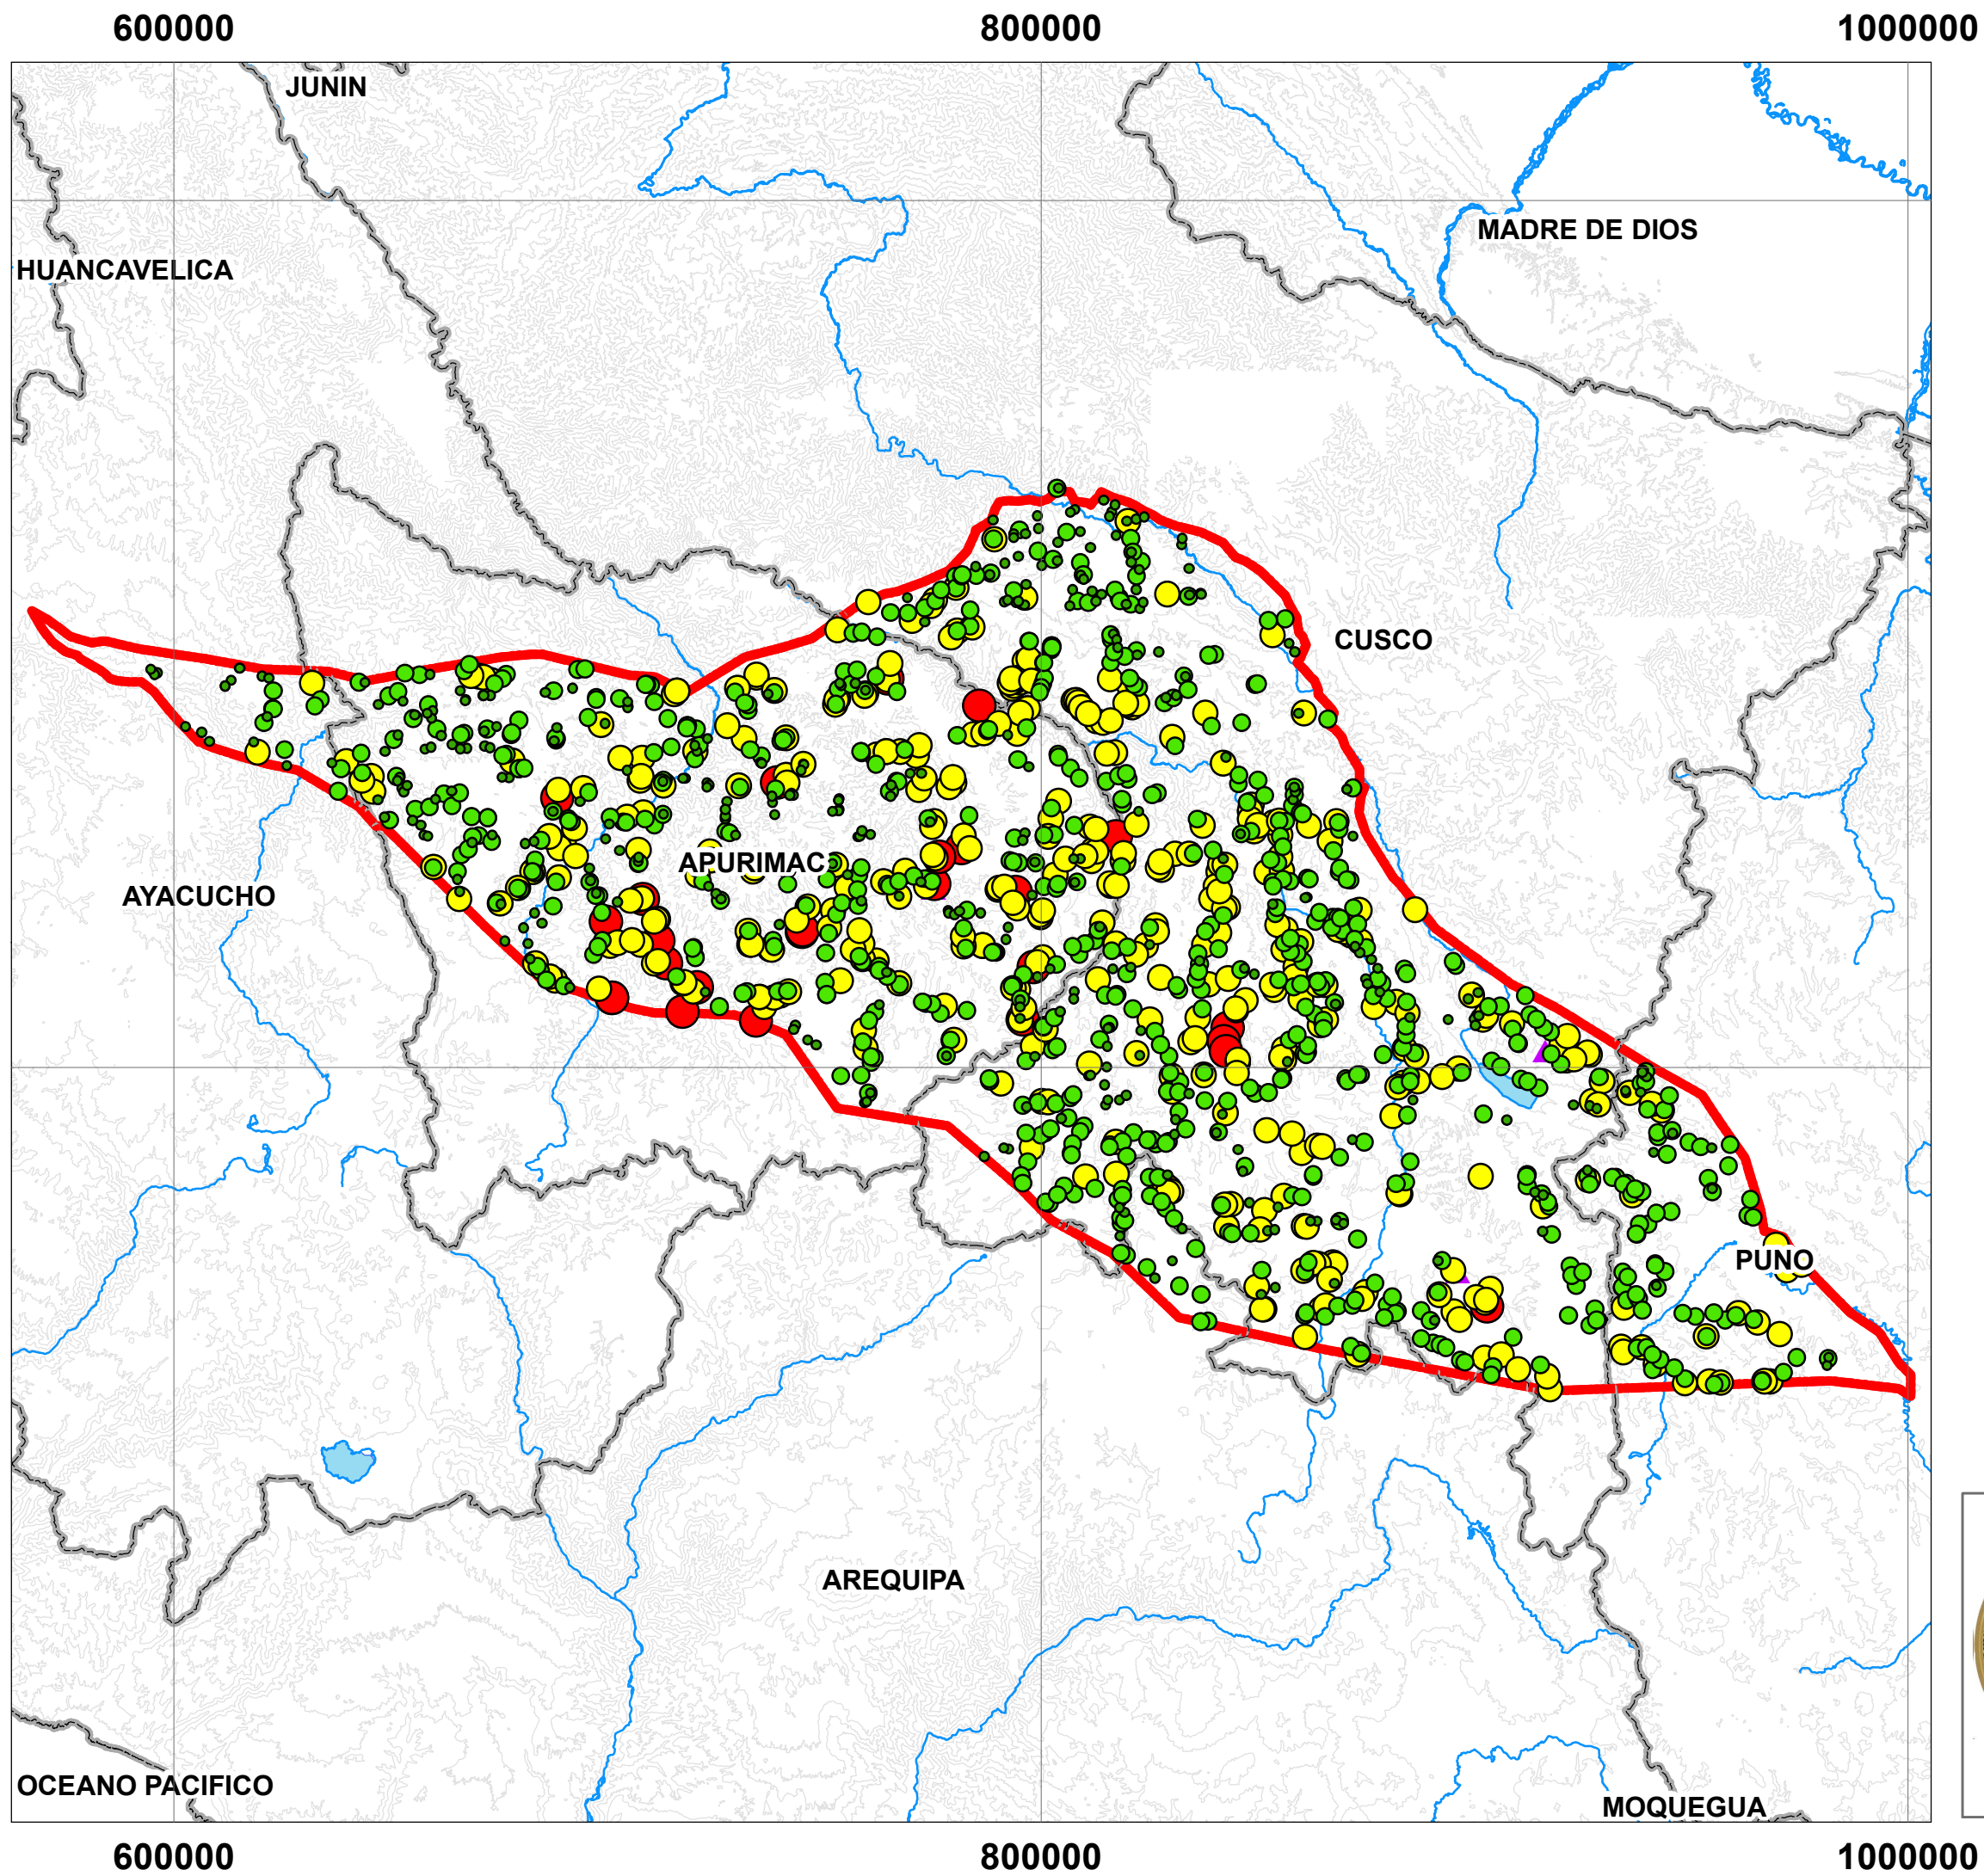 600000 800000 1000000
JUNIN
MADRE DE DIOS
HUANCAVELICA
CUSCO
APURIMAC
AYACUCHO
PUNO
AREQUIPA
OCEANO PACIFICO
MOQUEGUA
600000 800000 1000000